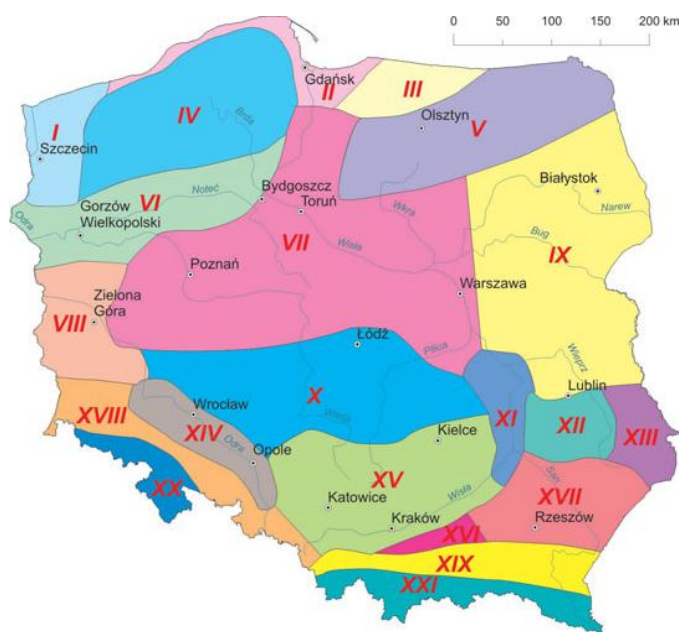 0 50 100 150 200 km
Gdańsk
II
III
I
IV
Brda
Olsztyn
V
Szczecin
Białystok
VI
Noteć
Bydgoszcz
Toruń
Narew
Odra
Gorzów
Wielkopolski
VII
Wkra
Wisła
Bug
IX
Poznań
Warszawa
Zielona
Góra
VIII
Łódź
Pilica
Wieprz
Lublin
X
XI
XII
XIII
XVIII
Wrocław
XIV
Odra
Warta
Kielce
Opole
XV
San
XVII
XX
Katowice
Wisła
Kraków
XVI
Rzeszów
XIX
XXI